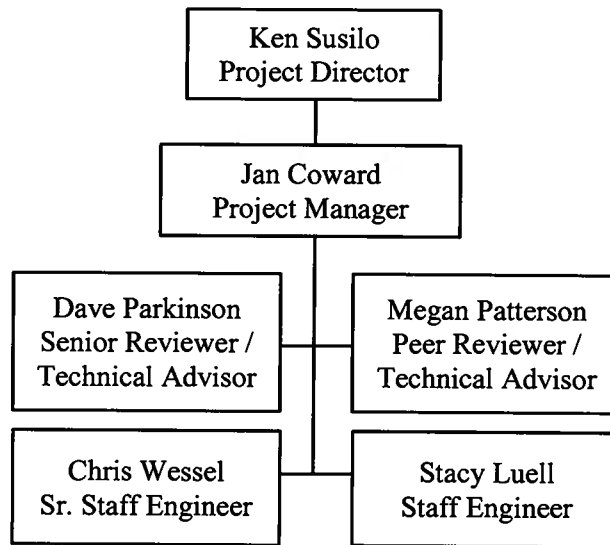 Ken Susilo
Project Director
Jan Coward
Project Manager
Dave Parkinson
Senior Reviewer /
Technical Advisor
Megan Patterson
Peer Reviewer /
Technical Advisor
Chris Wessel
Sr. Staff Engineer
Stacy Luell
Staff Engineer